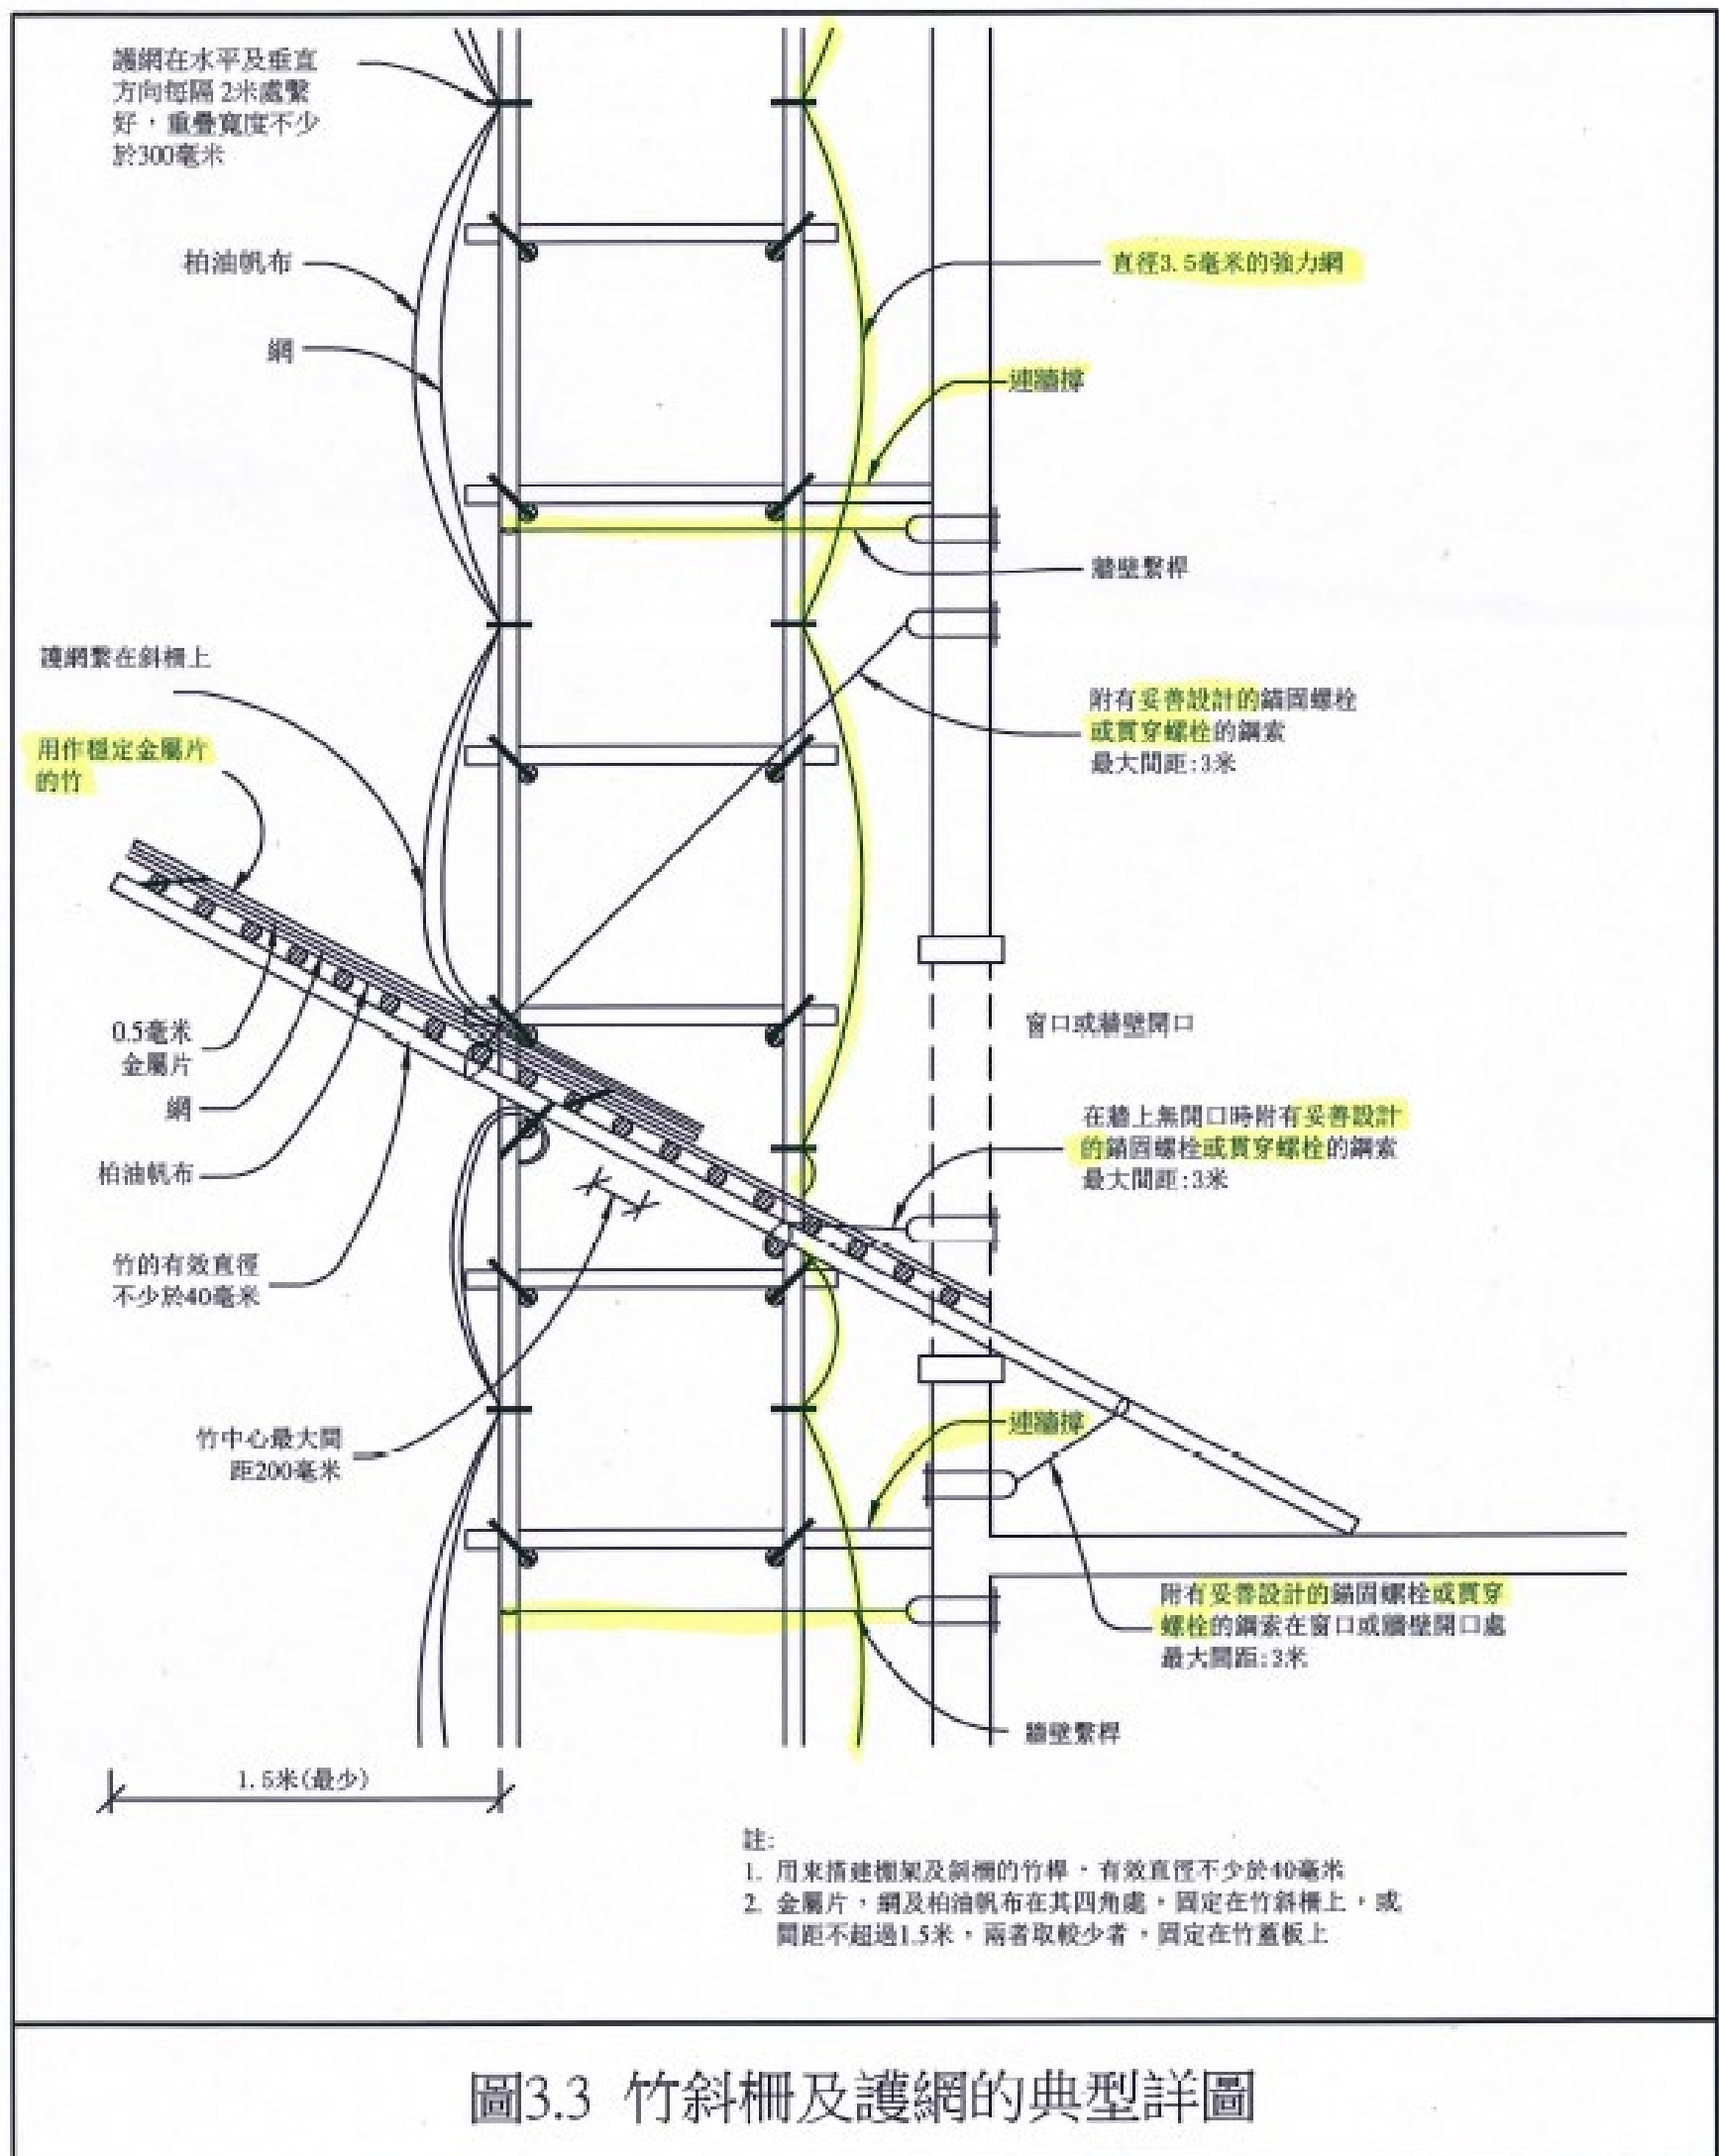 護網在水平及垂直
方向每隔 2米處繫
好，重疊寬度不少
於300毫米
柏油帆布
網
直徑3.5毫米的強力網
連牆撐
牆壁繫桿
護網繫在斜柵上
用作穩定金屬片
的竹
附有妥善設計的錨固螺栓
或貫穿螺栓的鋼索
最大間距:3米
0.5毫米
金屬片
網
柏油帆布
竹的有效直徑
不少於40毫米
窗口或牆壁開口
在牆上無開口時附有妥善設計
的錨固螺栓或貫穿螺栓的鋼索
最大間距:3米
竹中心最大間
距200毫米
連牆撐
附有妥善設計的錨固螺栓或貫穿
螺栓的鋼索在窗口或牆壁開口處
最大間距:3米
牆壁繫桿
1.5米(最少)
註:
1. 用來搭建棚架及斜柵的竹桿，有效直徑不少於40毫米
2. 金屬片，網及柏油帆布在其四角處，固定在竹斜柵上，或
間距不超過1.5米，兩者取較少者，固定在竹蓋板上
圖3.3 竹斜柵及護網的典型詳圖